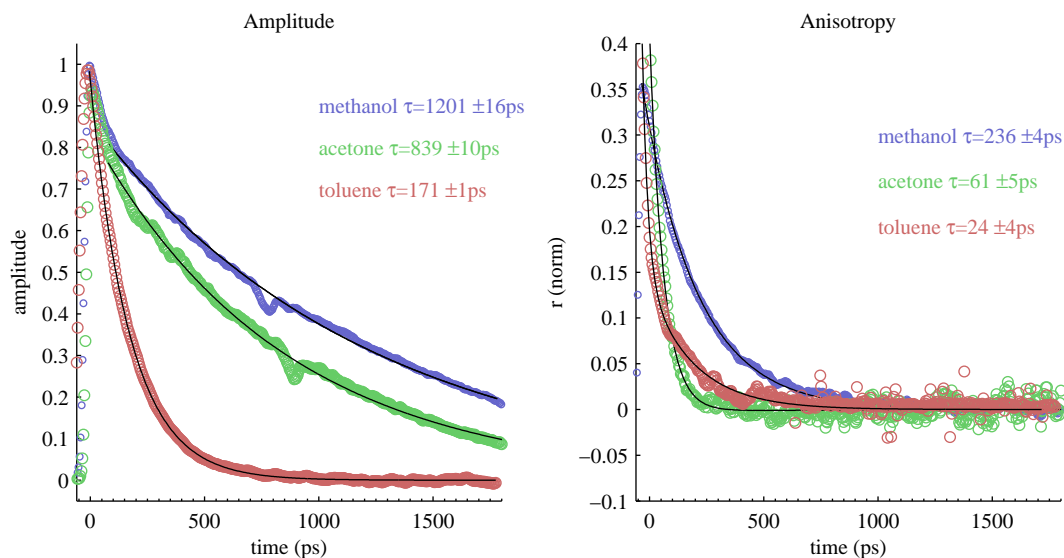 Amplitude
1
0.9
0.8
0.7
0.6
0.5
0.4
0.3
0.2
0.1
0
amplitude
methanol τ=1201 ±16ps
acetone τ=839 ±10ps
toluene τ=171 ±1ps
0 500 1000 1500
time (ps)
Anisotropy
0.4
0.35
0.3
0.25
0.2
0.15
0.1
0.05
0
−0.05
−0.1
r (norm)
methanol τ=236 ±4ps
acetone τ=61 ±5ps
toluene τ=24 ±4ps
0 500 1000 1500
time (ps)